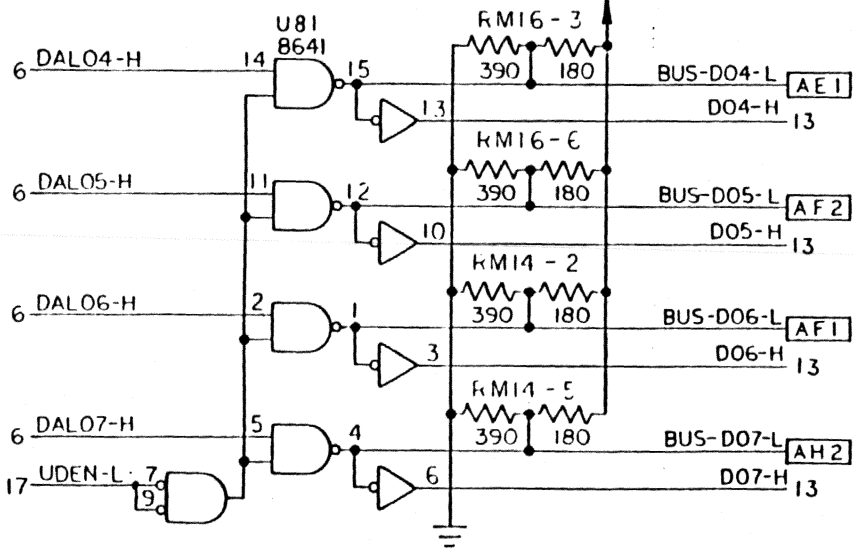 U81
8641
RM16-3
390 180
6 DAL04-H 14 15
BUS-D04-L AE1
13 D04-H 13
RM16-6
390 180
6 DAL05-H 11 12
BUS-D05-L AF2
10 D05-H 13
RM14-2
390 180
6 DAL06-H 2 1
BUS-D06-L AF1
3 D06-H 13
RM14-5
390 180
6 DAL07-H 5 4
BUS-D07-L AH2
17 UDEN-L 7
9
6 D07-H 13